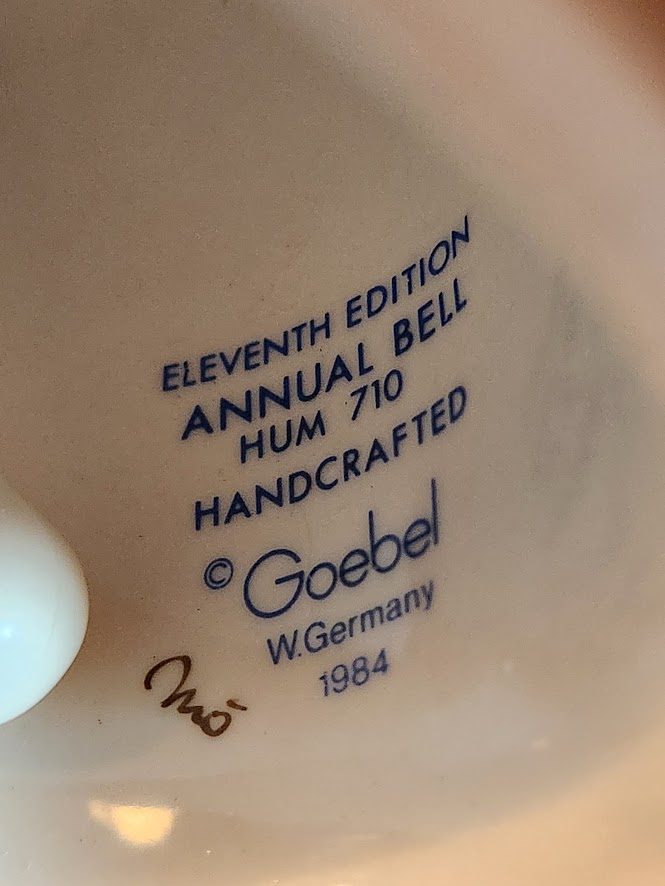 ELEVENTH EDITION
ANNUAL BELL
HUM 710
HANDCRAFTED
© Goebel
W.Germany
1984